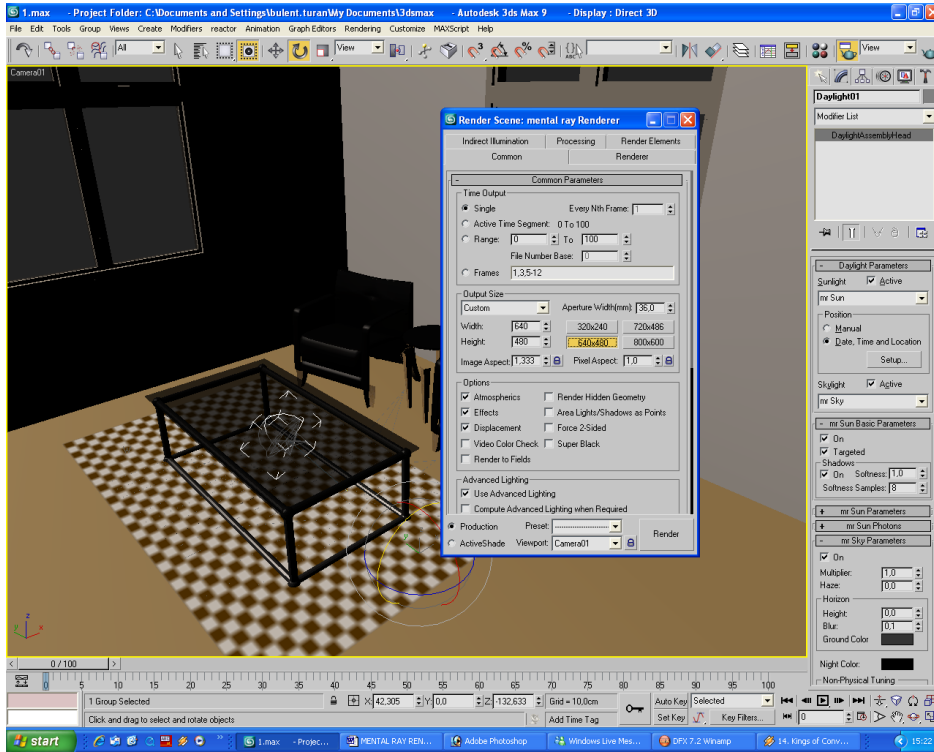 1.max - Project Folder: C:\Documents and Settings\bulent.turan\My Documents\3dsmax - Autodesk 3ds Max 9 - Display : Direct 3D
File Edit Tools Group Views Create Modifiers reactor Animation Graph Editors Rendering Customize MAXScript Help
All View View
Camera01
Daylight01
Modifier List
DaylightAssemblyHead
Render Scene: mental ray Renderer
Indirect Illumination Processing Render Elements
Common Renderer
- Common Parameters
Time Output
Single Every Nth Frame: 1
Active Time Segment: 0 To 100
Range: 0 To 100
File Number Base: 0
Frames 1,3,5-12
Output Size
Custom Aperture Width(mm): 36,0
Width: 640 320x240 720x486
Height: 480 640x480 800x600
Image Aspect: 1,333 Pixel Aspect: 1,0
Options
Atmospherics Render Hidden Geometry
Effects Area Lights/Shadows as Points
Displacement Force 2-Sided
Video Color Check Super Black
Render to Fields
Advanced Lighting
Use Advanced Lighting
Compute Advanced Lighting when Required
Production Preset: --------------------
ActiveShade Viewport: Camera01 Render
- Daylight Parameters
Sunlight Active
mr Sun
Position
Manual
Date, Time and Location
Setup...
Skylight Active
mr Sky
- mr Sun Basic Parameters
On
Targeted
Shadows
On Softness: 1,0
Softness Samples: 8
+ mr Sun Parameters
+ mr Sun Photons
- mr Sky Parameters
On
Multiplier: 1,0
Haze: 0,0
Horizon
Height: 0,0
Blur: 0,1
Ground Color
Night Color:
Non-Physical Tuning
z
y x
< 0 / 100 >
0 5 10 15 20 25 30 35 40 45 50 55 60 65 70 75 80 85 90 95 100
1 Group Selected X: 42,305 Y: 0,0 Z: -132,633 Grid = 10,0cm Auto Key Selected
Click and drag to select and rotate objects Add Time Tag Set Key Key Filters... 0
start 1.max - Projec... MENTAL RAY REN... Adobe Photoshop Windows Live Mes... DFX 7.2 Winamp 14. Kings of Conv... 15:22